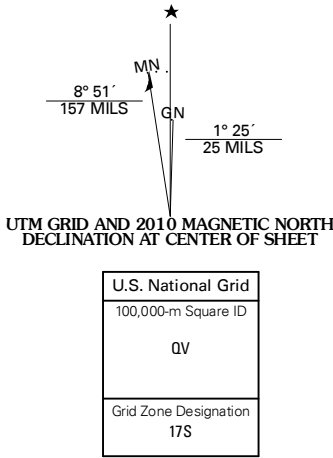 ★
MN
8° 51´
157 MILS
GN
1° 25´
25 MILS
UTM GRID AND 2010 MAGNETIC NORTH
DECLINATION AT CENTER OF SHEET
U.S. National Grid
100,000-m Square ID
QV
Grid Zone Designation
17S